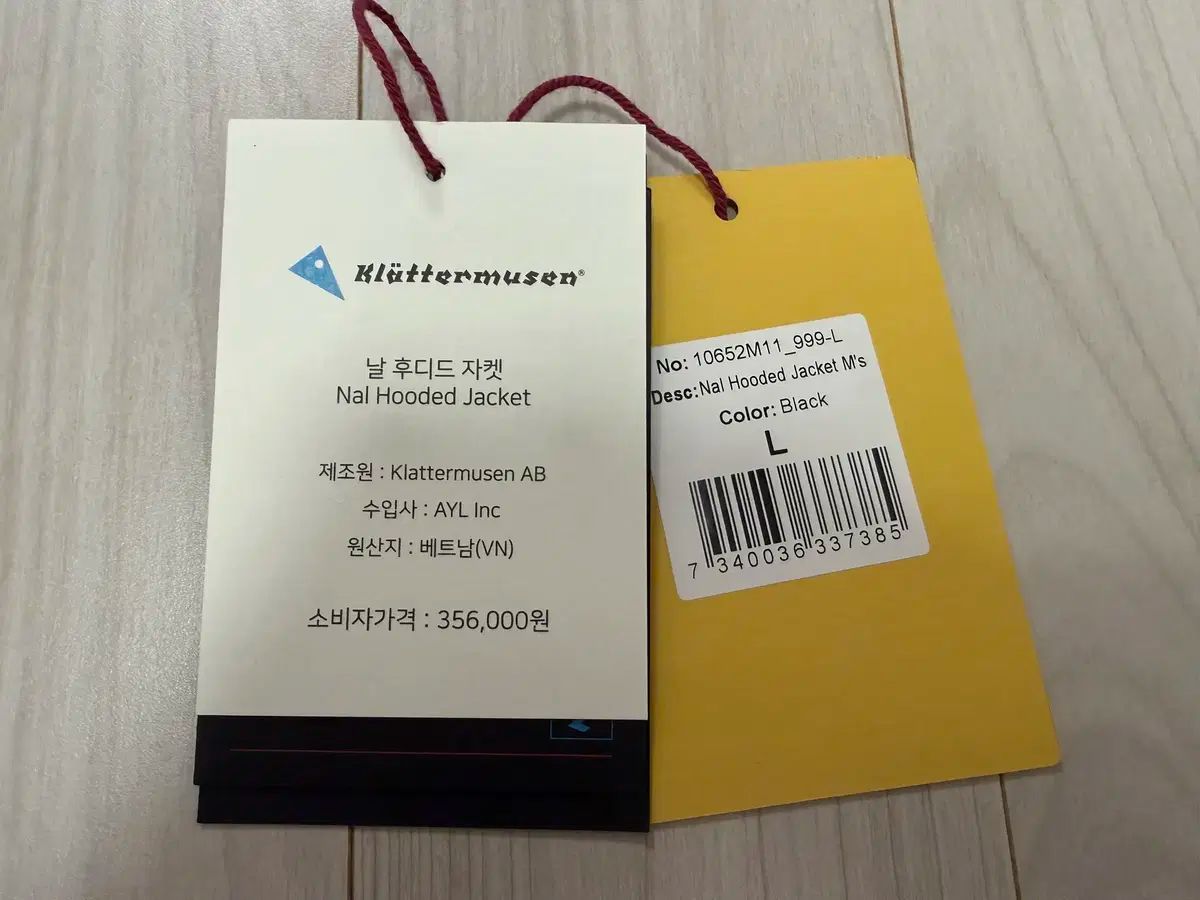 Klättermusen®
날 후디드 자켓
Nal Hooded Jacket
제조원 : Klattermusen AB
수입사 : AYL Inc
원산지 : 베트남(VN)
소비자가격 : 356,000원
No: 10652M11_999-L
Desc:Nal Hooded Jacket M's
Color: Black
L
7 340036 337385